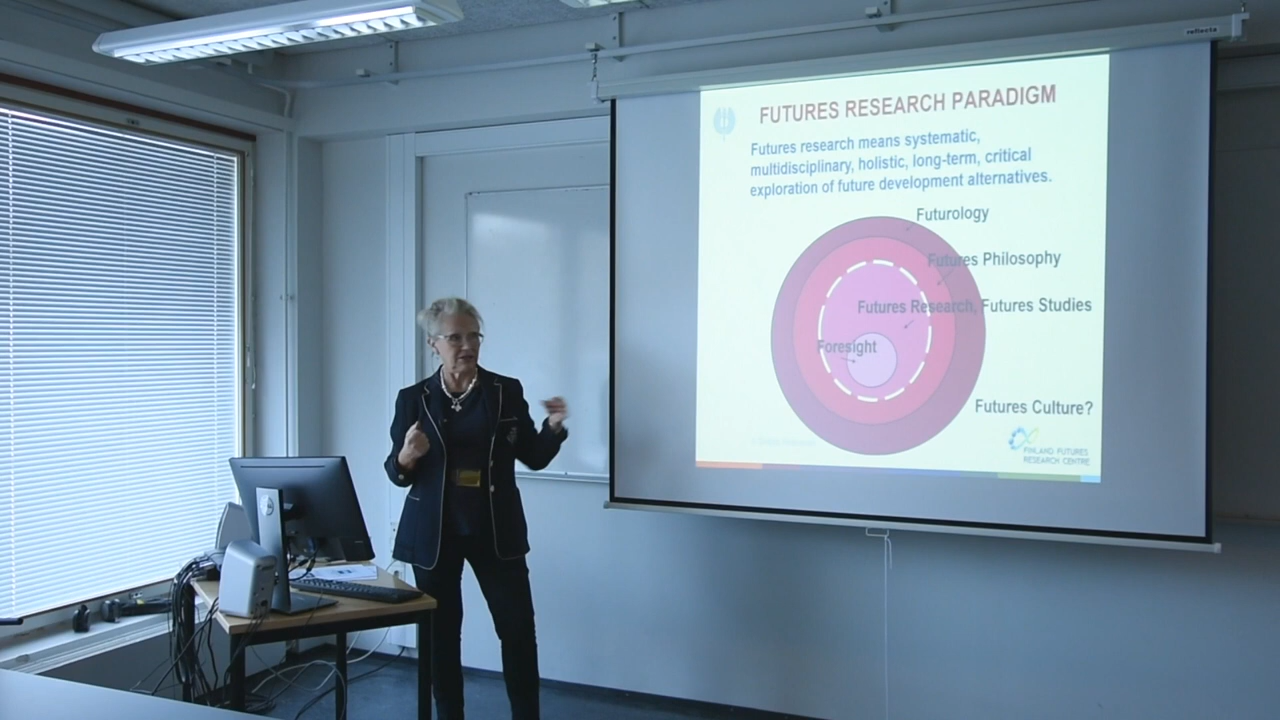 reflecta
FUTURES RESEARCH PARADIGM
Futures research means systematic,
multidisciplinary, holistic, long-term, critical
exploration of future development alternatives.
Futurology
Futures Philosophy
Futures Research, Futures Studies
Foresight
Futures Culture?
FINLAND FUTURES
RESEARCH CENTRE